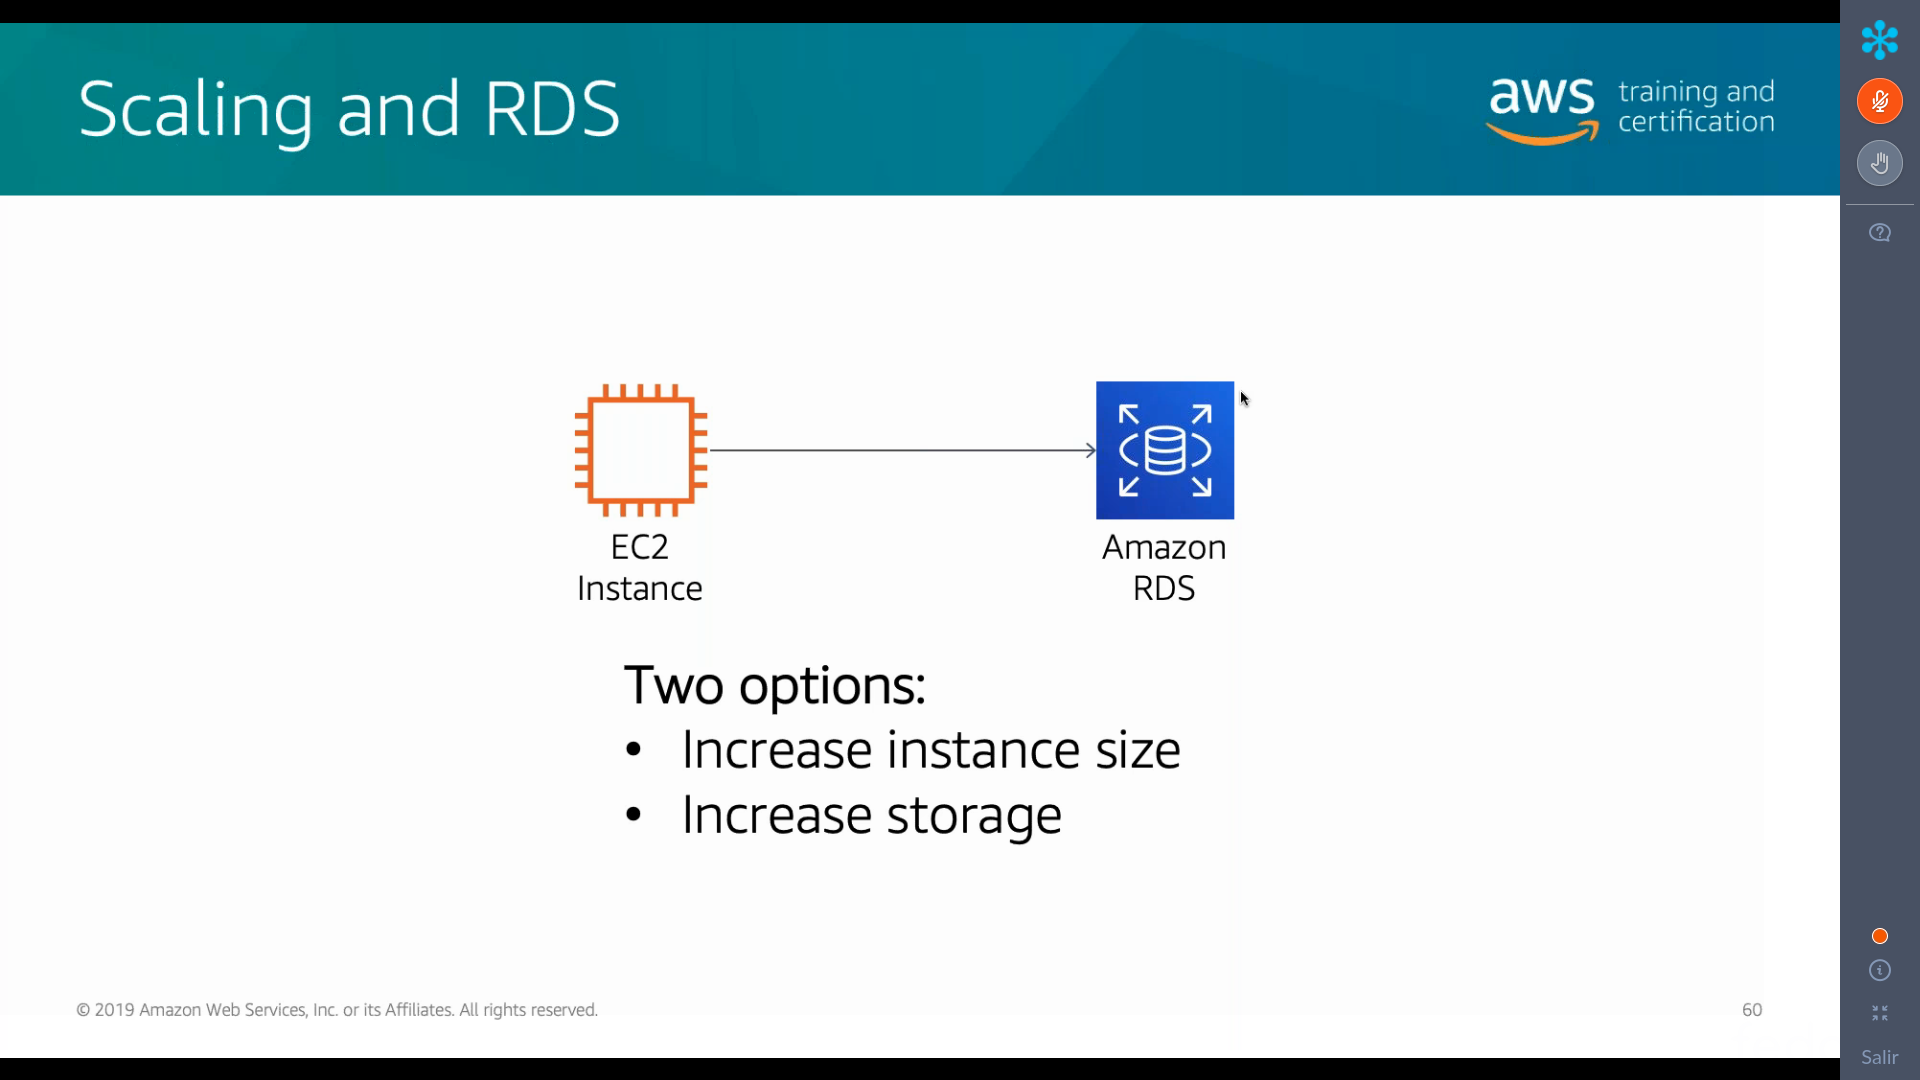 Scaling and RDS
aws training and
certification
EC2
Instance
Amazon
RDS
Two options:
• Increase instance size
• Increase storage
© 2019 Amazon Web Services, Inc. or its Affiliates. All rights reserved.
60
Salir